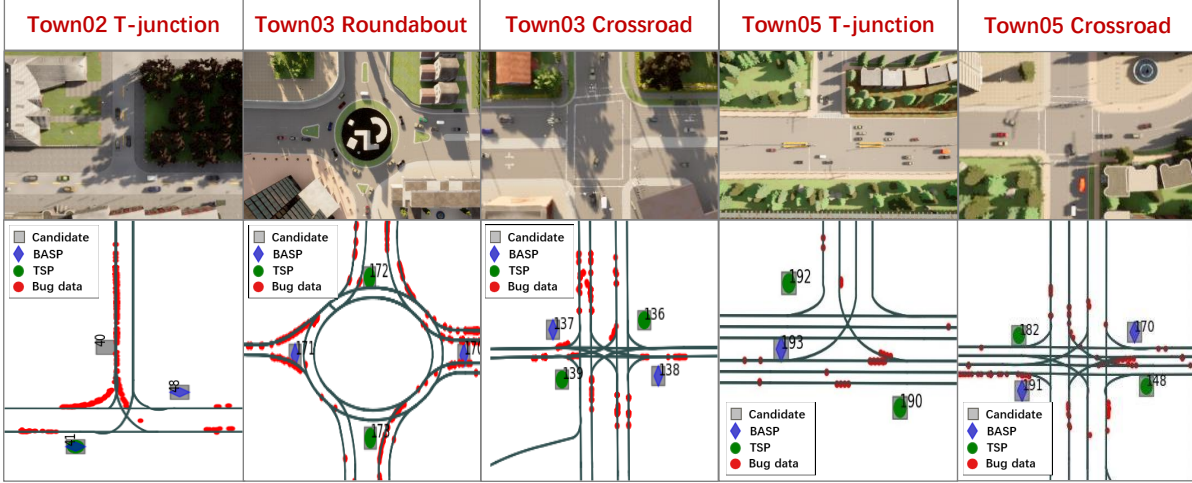 Town02 T-junction
Town03 Roundabout
Town03 Crossroad
Town05 T-junction
Town05 Crossroad
Candidate
BASP
TSP
Bug data
40
41
Candidate
BASP
TSP
Bug data
172
171
170
173
Candidate
BASP
TSP
Bug data
137
136
139
138
192
193
190
Candidate
BASP
TSP
Bug data
182
170
191
148
Candidate
BASP
TSP
Bug data